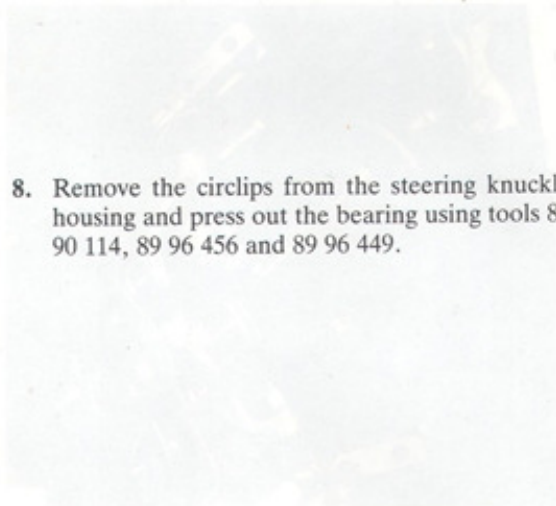 8. Remove the circlips from the steering knuckl
housing and press out the bearing using tools 8
90 114, 89 96 456 and 89 96 449.